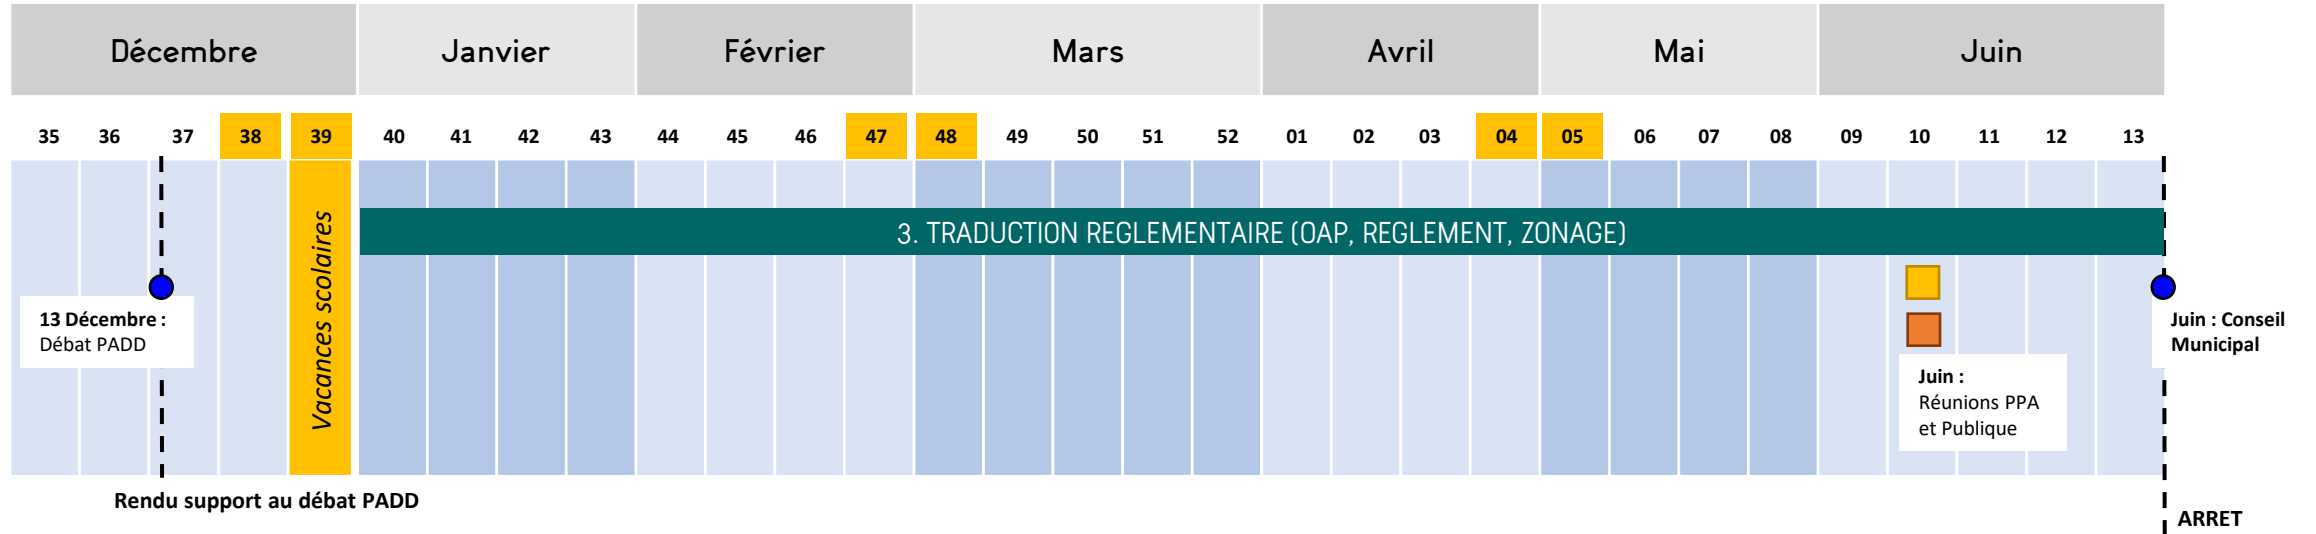 Décembre Janvier Février Mars Avril Mai Juin
35 36 37 38 39 40 41 42 43 44 45 46 47 48 49 50 51 52 01 02 03 04 05 06 07 08 09 10 11 12 13
Vacances scolaires
3. TRADUCTION REGLEMENTAIRE (OAP, REGLEMENT, ZONAGE)
13 Décembre :
Débat PADD
Juin :
Réunions PPA
et Publique
Juin : Conseil
Municipal
Rendu support au débat PADD
ARRET